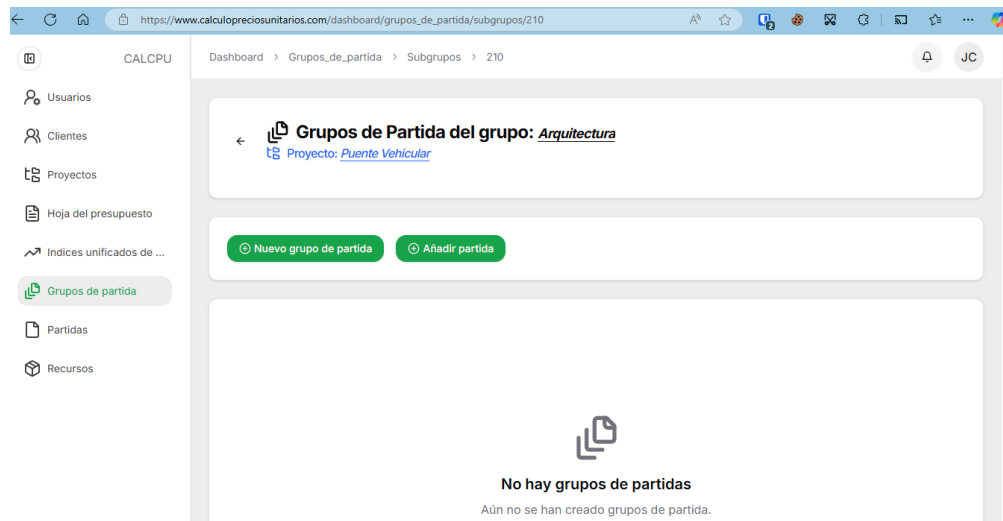 https://www.calculopreciosunitarios.com/dashboard/grupos_de_partida/subgrupos/210
CALCPU
Dashboard > Grupos_de_partida > Subgrupos > 210
JC
Usuarios
Clientes
Proyectos
Hoja del presupuesto
Indices unificados de ...
Grupos de partida
Partidas
Recursos
Grupos de Partida del grupo: Arquitectura
Proyecto: Puente Vehicular
Nuevo grupo de partida
Añadir partida
No hay grupos de partidas
Aún no se han creado grupos de partida.